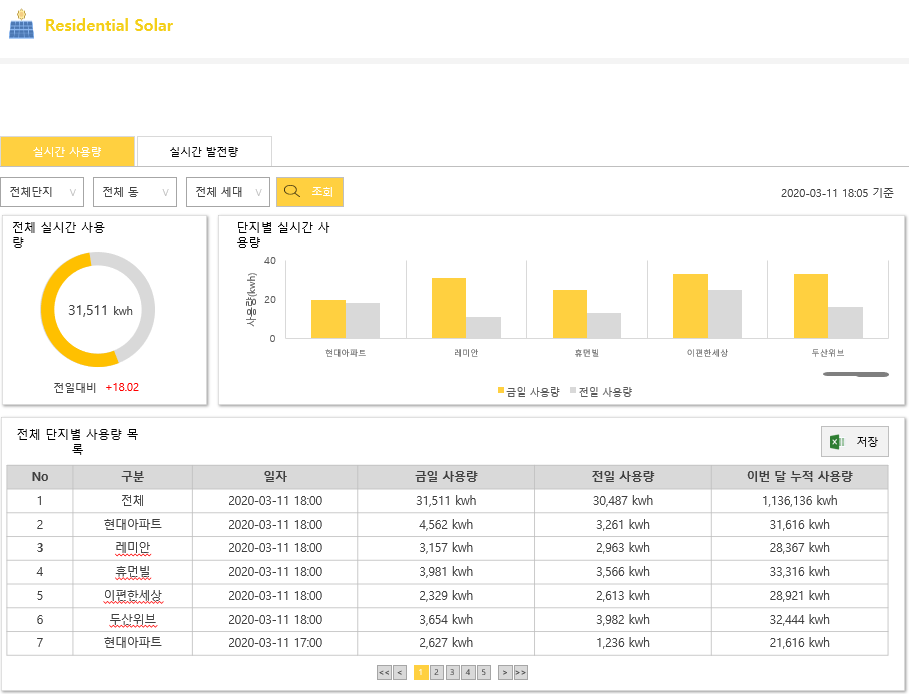 Residential Solar
실시간 사용량 실시간 발전량
전체단지 전체 동 전체 세대 조회 2020-03-11 18:05 기준
전체 실시간 사용
량
31,511 kwh
전일대비 +18.02
단지별 실시간 사
용량
사용량(kwh)
40
20
0
현대아파트 레미안 휴먼빌 이편한세상 두산위브
금일 사용량 전일 사용량
전체 단지별 사용량 목
록
저장
No 구분 일자 금일 사용량 전일 사용량 이번 달 누적 사용량
1 전체 2020-03-11 18:00 31,511 kwh 30,487 kwh 1,136,136 kwh
2 현대아파트 2020-03-11 18:00 4,562 kwh 3,261 kwh 31,616 kwh
3 레미안 2020-03-11 18:00 3,157 kwh 2,963 kwh 28,367 kwh
4 휴먼빌 2020-03-11 18:00 3,981 kwh 3,566 kwh 33,316 kwh
5 이편한세상 2020-03-11 18:00 2,329 kwh 2,613 kwh 28,921 kwh
6 두산위브 2020-03-11 18:00 3,654 kwh 3,982 kwh 32,444 kwh
7 현대아파트 2020-03-11 17:00 2,627 kwh 1,236 kwh 21,616 kwh
<< < 1 2 3 4 5 > >>